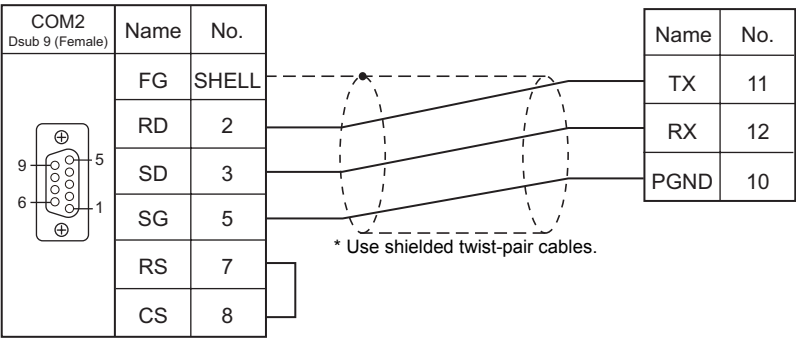 COM2
Dsub 9 (Female)
Name No.
Name No.
FG SHELL
TX 11
RD 2
RX 12
9 5
SD 3
PGND 10
6 1
SG 5
* Use shielded twist-pair cables.
RS 7
CS 8